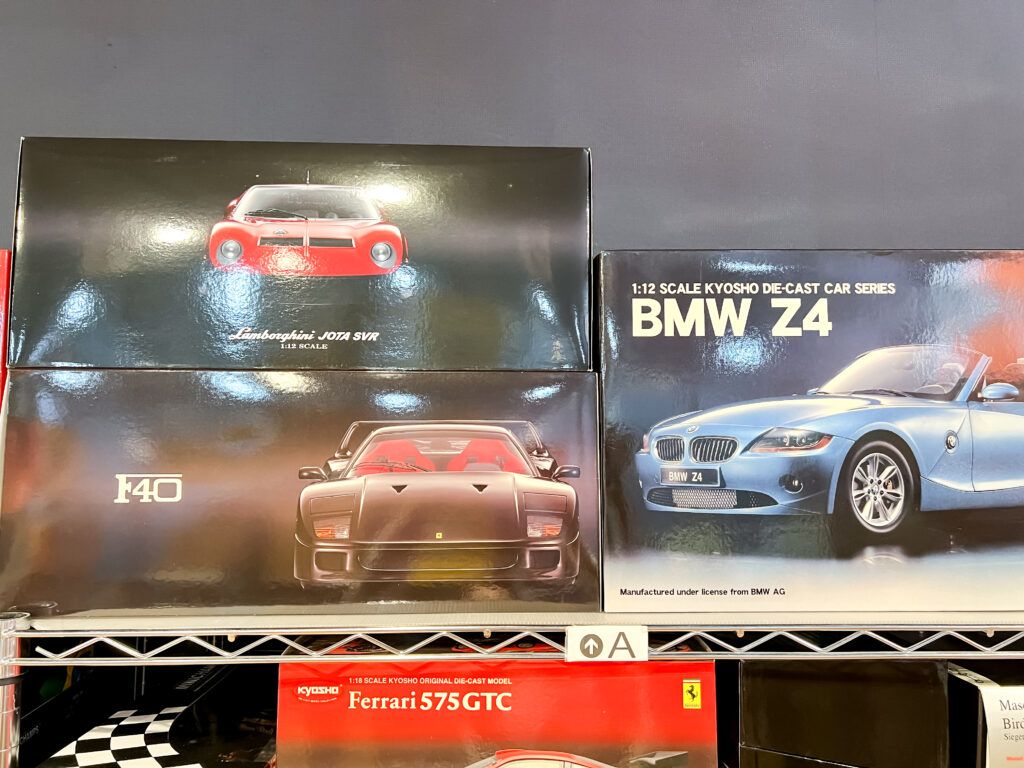 Lamborghini JOTA SVR
1:12 SCALE
F40
1:12 SCALE KYOSHO DIE-CAST CAR SERIES
BMW Z4
BMW Z4
Manufactured under license from BMW AG
A
KYOSHO
1:18 SCALE KYOSHO ORIGINAL DIE-CAST MODEL
Ferrari 575GTC